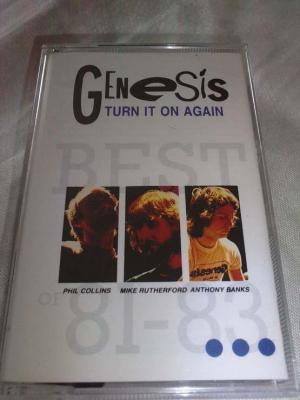 GENESIS
TURN IT ON AGAIN
BEST
PHIL COLLINS MIKE RUTHERFORD ANTHONY BANKS
OF
81-83